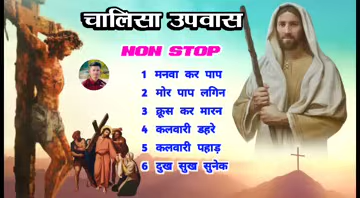 चालिसा उपवास
NON STOP
1 मनवा कर पाप
2 मोर पाप लगिन
3 क्रूस कर मारन
4 कलवारी डहरे
5 कलवारी पहाड़
6 दुख सुख सुनेक